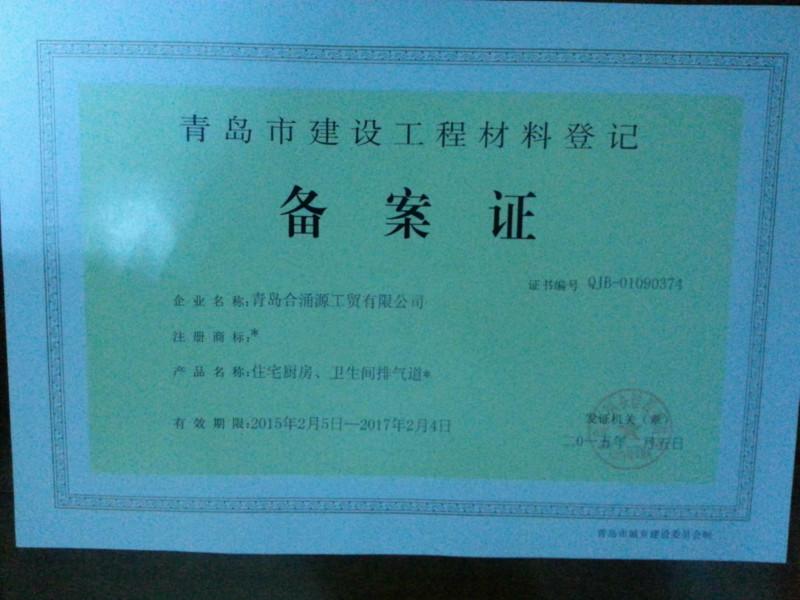 青岛市建设工程材料登记
备案证
证书编号 QJB-01090374
企业名称:青岛合涌源工贸有限公司
注册商标:*
产品名称:住宅厨房、卫生间排气道*
有效期限:2015年2月5日—2017年2月4日
发证机关(章)
二0一五年二月五日
青岛市城乡建设委员会制